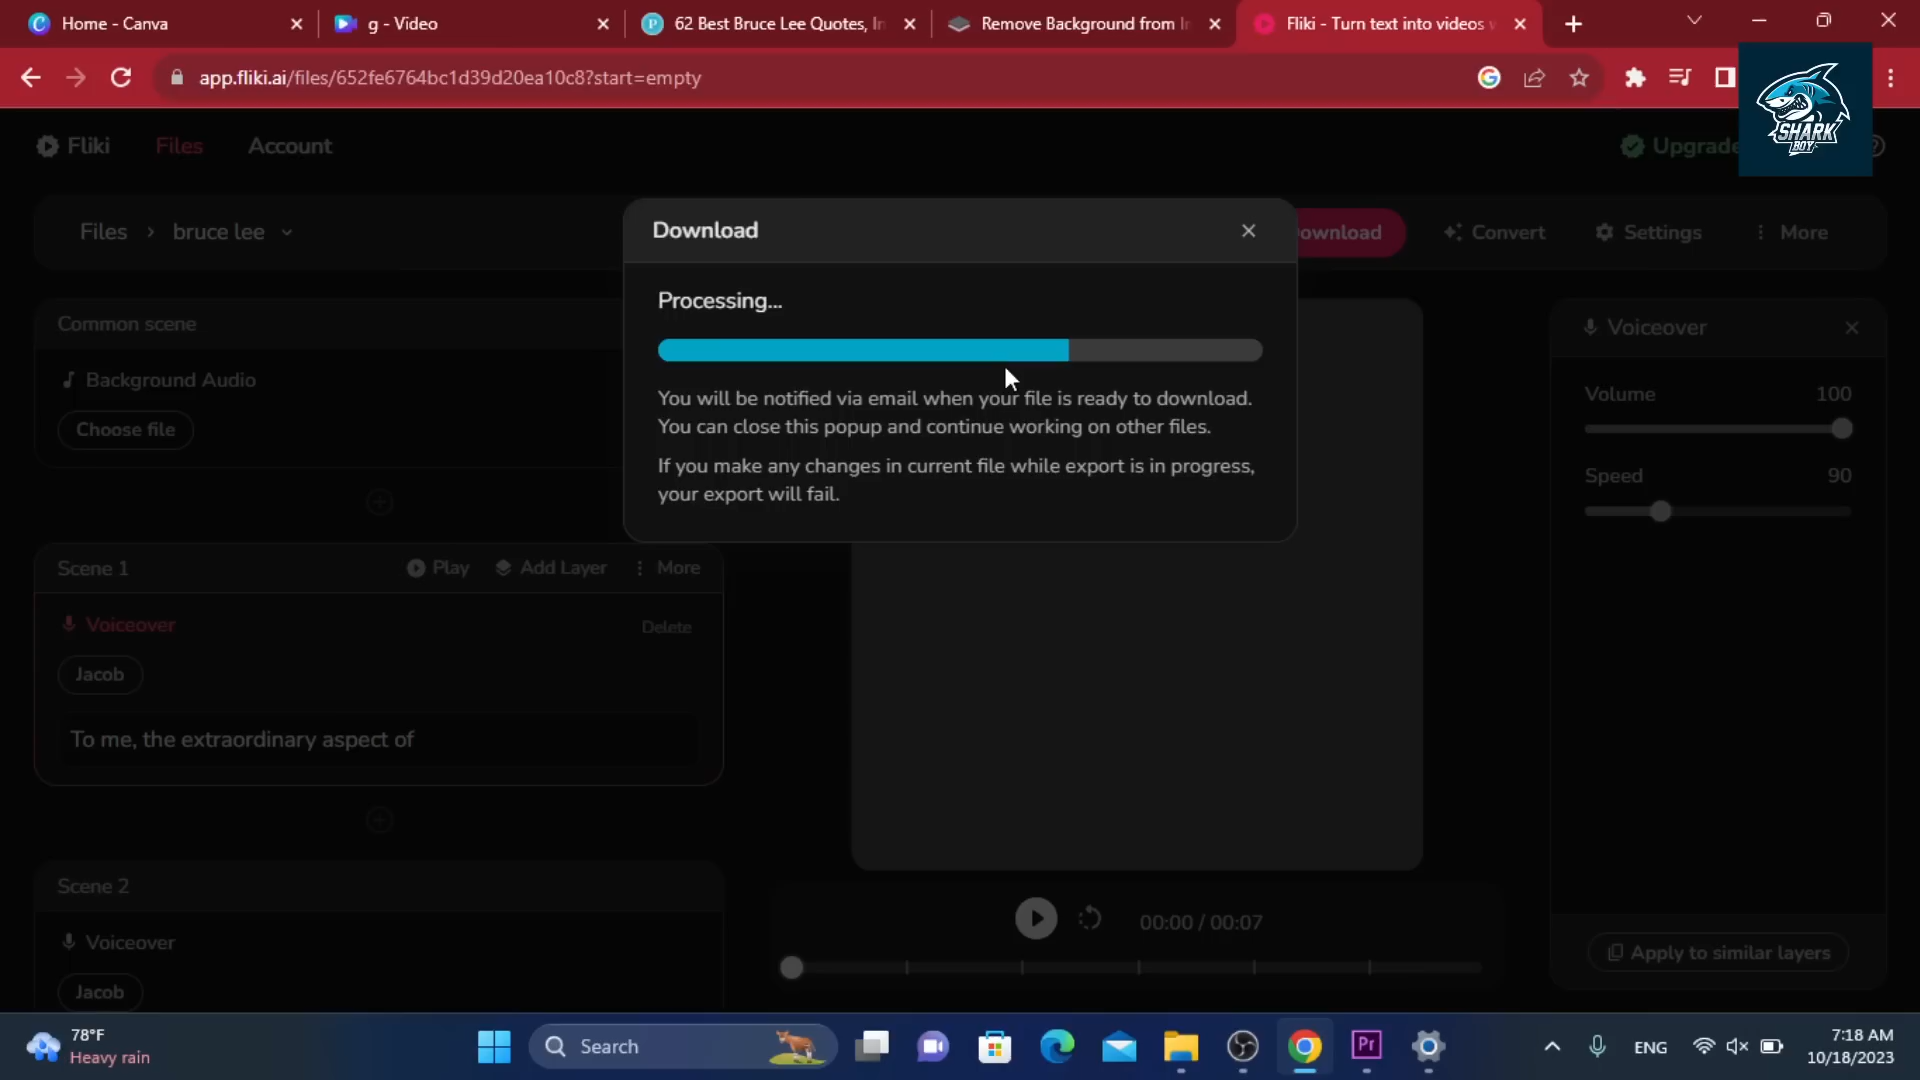 Home - Canva
g - Video
62 Best Bruce Lee Quotes, In
Remove Background from I
Fliki - Turn text into videos
app.fliki.ai/files/652fe6764bc1d39d20ea10c8?start=empty
SHARK
BOY
Fliki
Files
Account
Upgrade
Files > bruce lee
Download
ownload
Convert
Settings
More
Processing...
Common scene
Voiceover
Background Audio
Choose file
You will be notified via email when your file is ready to download.
You can close this popup and continue working on other files.
If you make any changes in current file while export is in progress,
your export will fail.
Volume 100
Speed 90
Scene 1
Play
Add Layer
More
Voiceover
Delete
Jacob
To me, the extraordinary aspect of
Scene 2
Voiceover
Jacob
00:00 / 00:07
Apply to similar layers
78°F
Heavy rain
Search
Pr
ENG
7:18 AM
10/18/2023